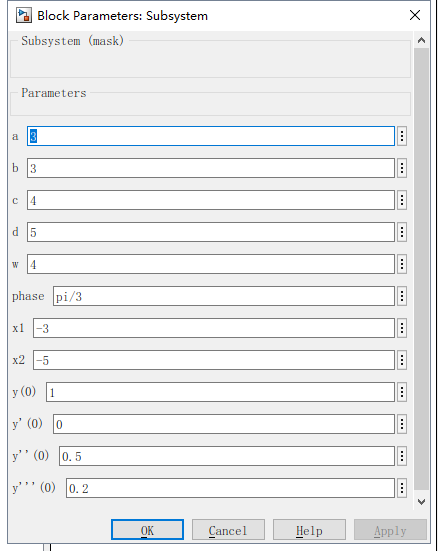 Block Parameters: Subsystem
Subsystem (mask)
Parameters
a 3
b 3
c 4
d 5
w 4
phase pi/3
x1 -3
x2 -5
y(0) 1
y'(0) 0
y''(0) 0.5
y'''(0) 0.2
OK Cancel Help Apply